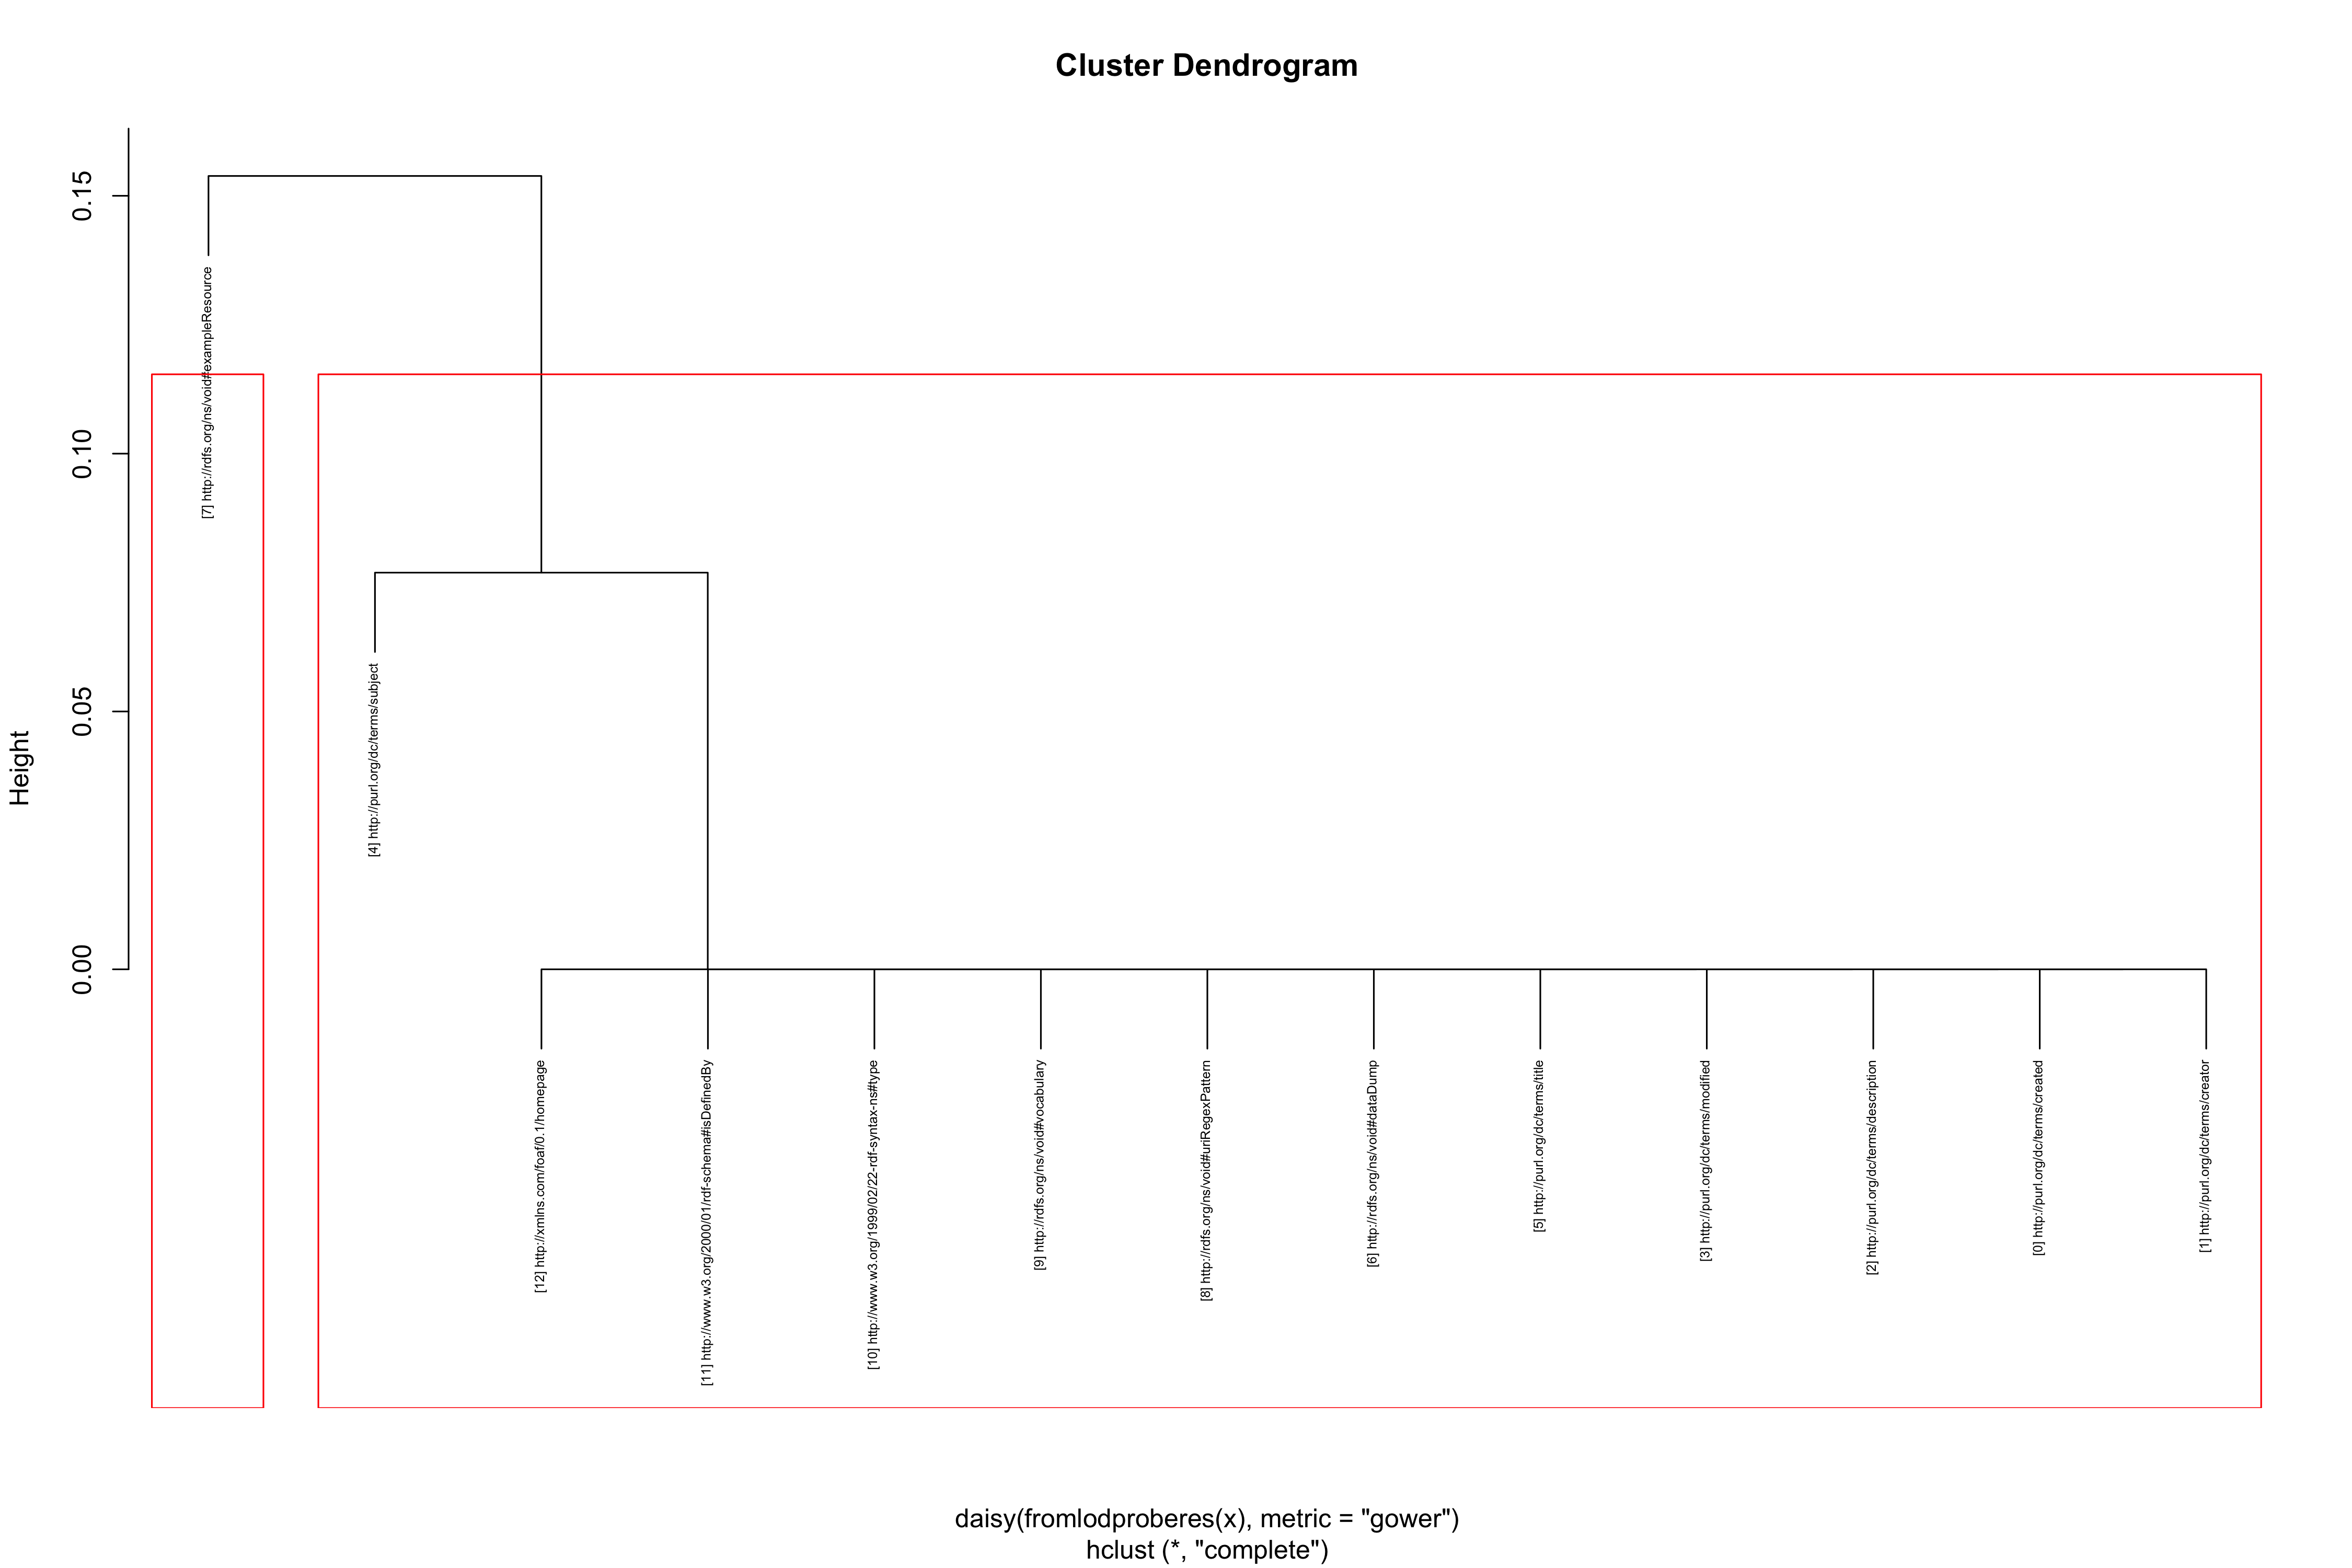 Cluster Dendrogram
Height
0.15
0.10
0.05
0.00
[7] http://rdfs.org/ns/void#exampleResource
[4] http://purl.org/dc/terms/subject
[12] http://xmlns.com/foaf/0.1/homepage
[11] http://www.w3.org/2000/01/rdf-schema#isDefinedBy
[10] http://www.w3.org/1999/02/22-rdf-syntax-ns#type
[9] http://rdfs.org/ns/void#vocabulary
[8] http://rdfs.org/ns/void#uriRegexPattern
[6] http://rdfs.org/ns/void#dataDump
[5] http://purl.org/dc/terms/title
[3] http://purl.org/dc/terms/modified
[2] http://purl.org/dc/terms/description
[0] http://purl.org/dc/terms/created
[1] http://purl.org/dc/terms/creator
daisy(fromlodproberes(x), metric = "gower")
hclust (*, "complete")